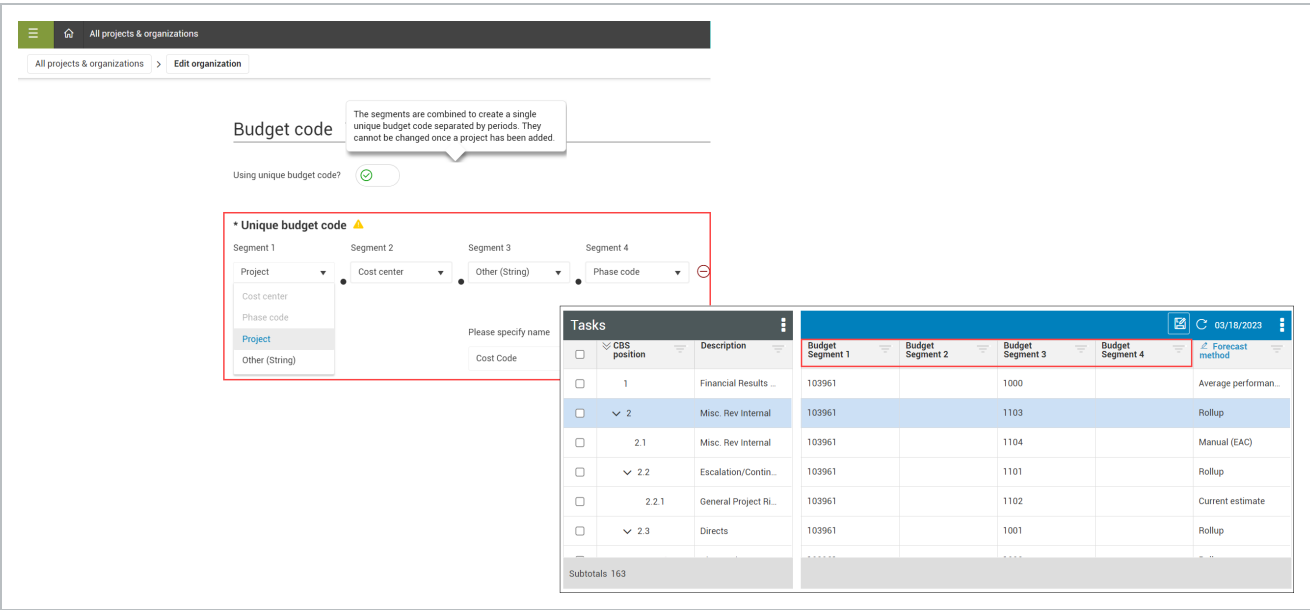 All projects & organizations
All projects & organizations > Edit organization
The segments are combined to create a single
unique budget code separated by periods. They
cannot be changed once a project has been added.
Budget code
Using unique budget code?
* Unique budget code
Segment 1 Segment 2 Segment 3 Segment 4
Project Cost center Other (String) Phase code
Cost center
Phase code
Project
Other (String)
Please specify name
Cost Code
Tasks 03/18/2023
CBS position Description Budget Segment 1 Budget Segment 2 Budget Segment 3 Budget Segment 4 Forecast method
1 Financial Results ... 103961 1000 Average performan...
2 Misc. Rev Internal 103961 1103 Rollup
2.1 Misc. Rev Internal 103961 1104 Manual (EAC)
2.2 Escalation/Contin... 103961 1101 Rollup
2.2.1 General Project Ri... 103961 1102 Current estimate
2.3 Directs 103961 1001 Rollup
Subtotals 163